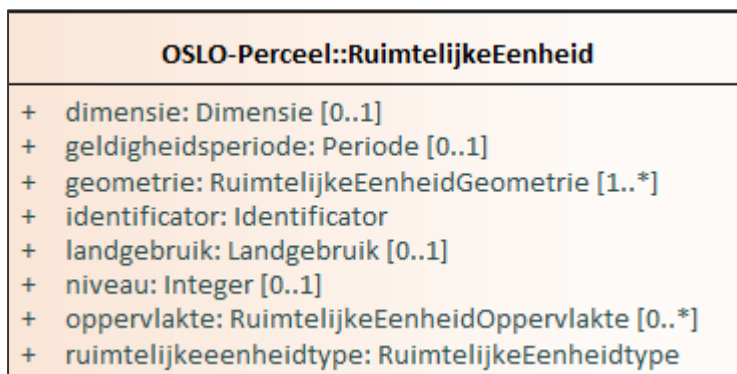 OSLO-Perceel::RuimtelijkeEenheid
+ dimensie: Dimensie [0..1]
+ geldigheidsperiode: Periode [0..1]
+ geometrie: RuimtelijkeEenheidGeometrie [1..*]
+ identificator: Identificator
+ landgebruik: Landgebruik [0..1]
+ niveau: Integer [0..1]
+ oppervlakte: RuimtelijkeEenheidOppervlakte [0..*]
+ ruimtelijkeeenheidtype: RuimtelijkeEenheidtype